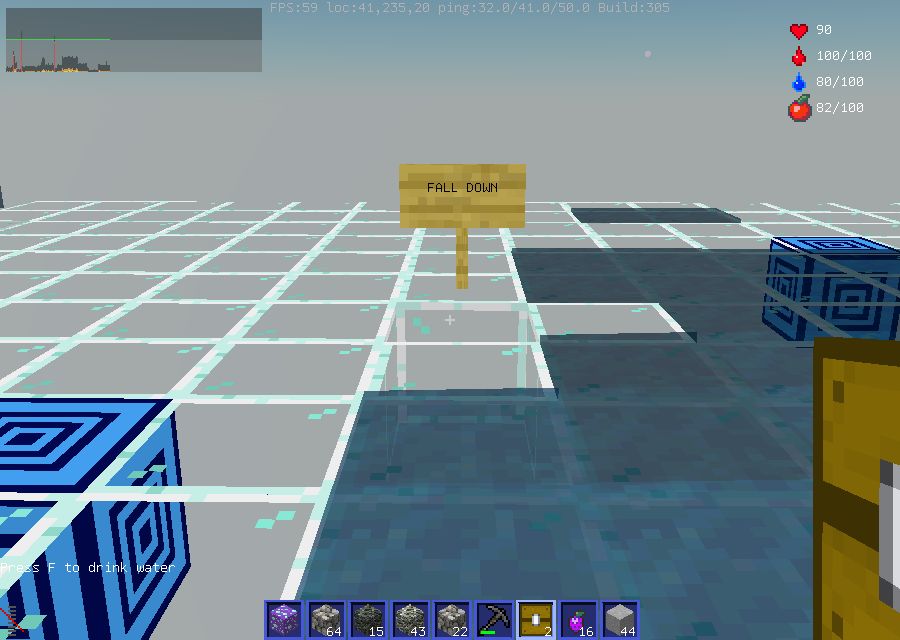 FPS:59 loc:41,235,20 ping:32.0/41.0/50.0 Build:305
90
100/100
80/100
82/100
FALL DOWN
Press F to drink water
64 15 43 22 2 16 44